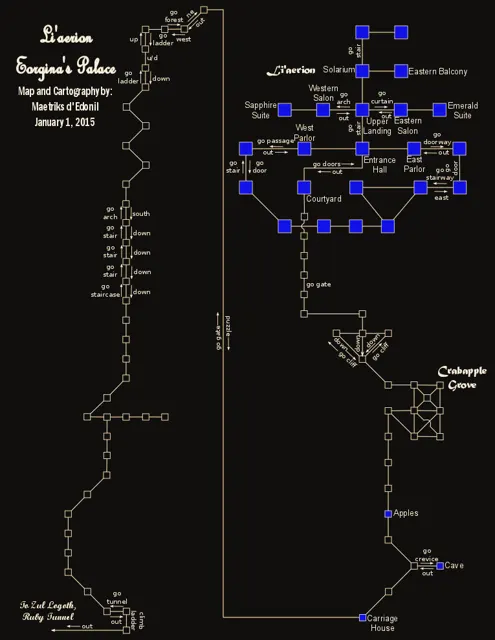 Li'aerion
Eorgina's Palace
Map and Cartography by:
Maetriks d'Edonil
January 1, 2015
go forest
out
ne
west
go ladder
up
u/d
go ladder
down
go arch
south
go stair
down
go stair
down
go stair
down
go staircase
down
go gate
puzzle
To Zul Logoth,
Ruby Tunnel
out
go tunnel
out
climb ladder
Li'aerion
go stair
Solarium
Eastern Balcony
Western Salon
go arch
out
go curtain
out
Sapphire Suite
Upper Landing
Eastern Salon
Emerald Suite
go stair
West Parlor
go passage
out
go doors
out
Entrance Hall
East Parlor
go doorway
out
go stair
go door
go door
go stairway
east
Courtyard
go gate
down
go cliff
down
down
go cliff
Crabapple Grove
Apples
go crevice
out
Cave
Carriage House